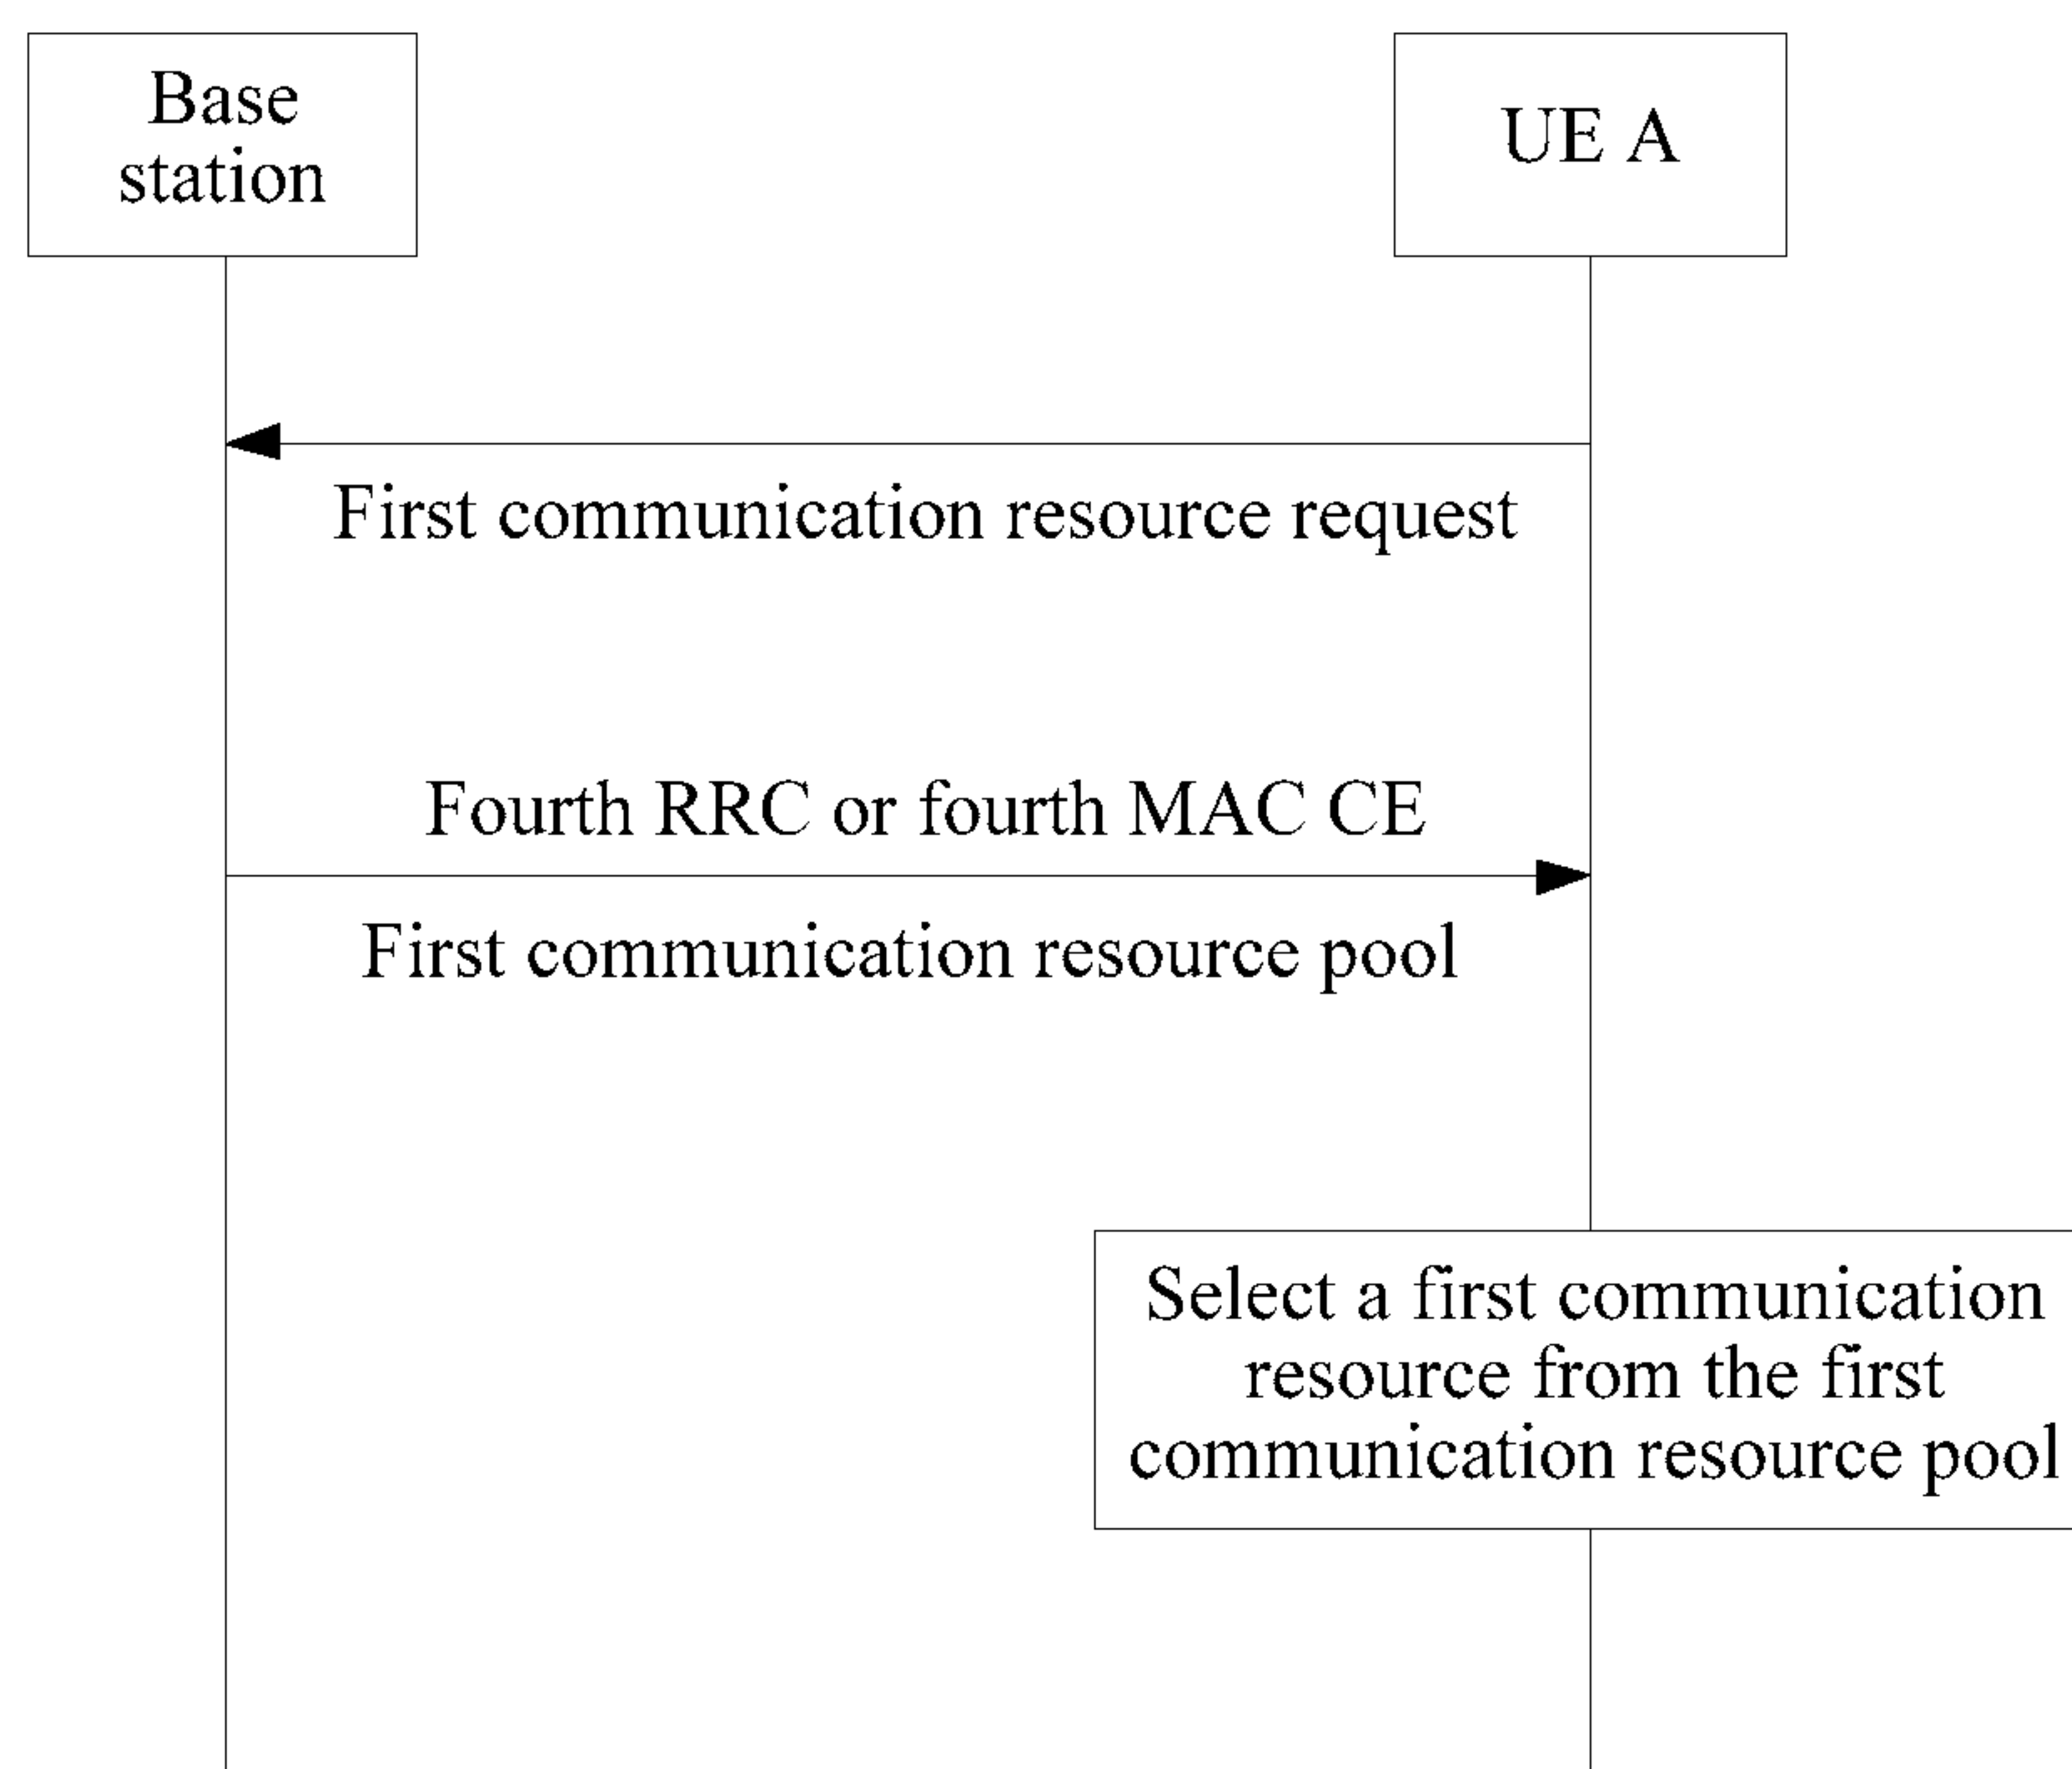 Base
station
UE A
First communication resource request
Fourth RRC or fourth MAC CE
First communication resource pool
Select a first communication
resource from the first
communication resource pool